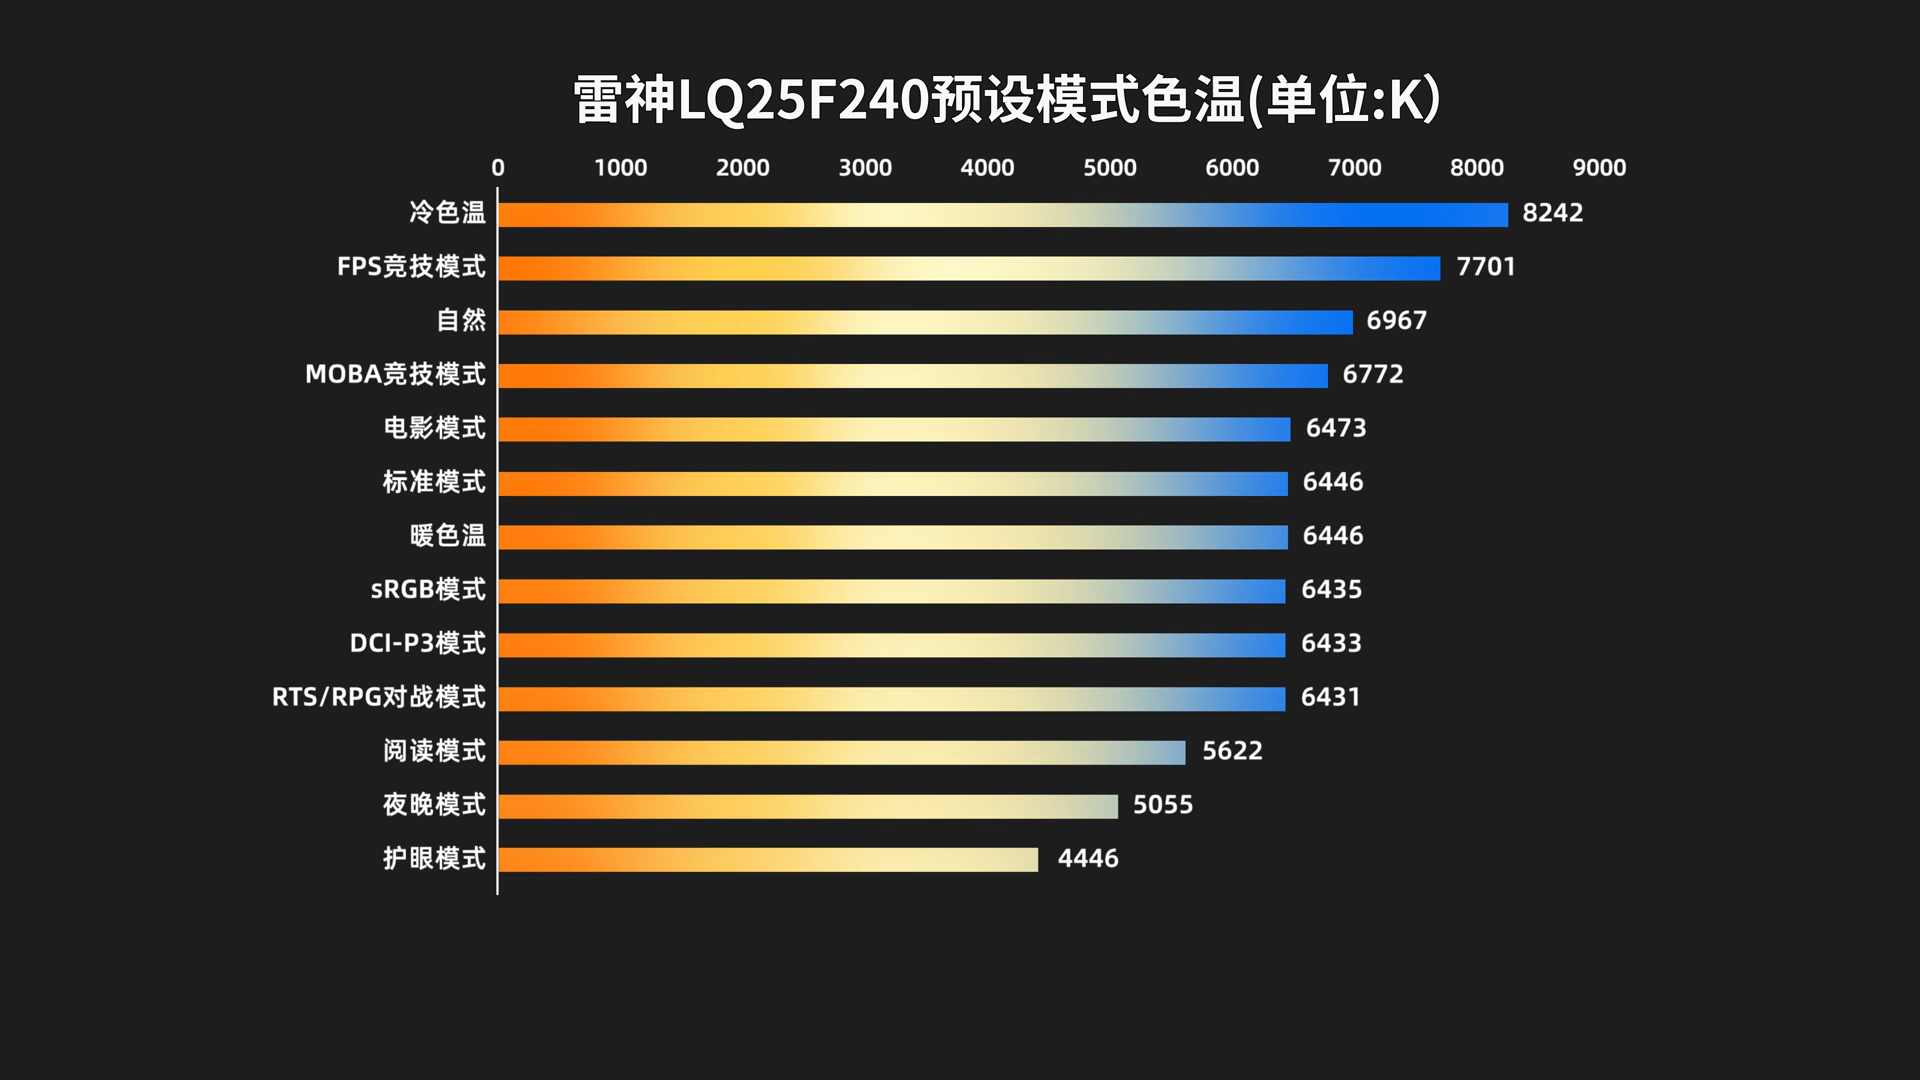 雷神LQ25F240预设模式色温(单位:K）
0 1000 2000 3000 4000 5000 6000 7000 8000 9000
冷色温 8242
FPS竞技模式 7701
自然 6967
MOBA竞技模式 6772
电影模式 6473
标准模式 6446
暖色温 6446
sRGB模式 6435
DCI-P3模式 6433
RTS/RPG对战模式 6431
阅读模式 5622
夜晚模式 5055
护眼模式 4446